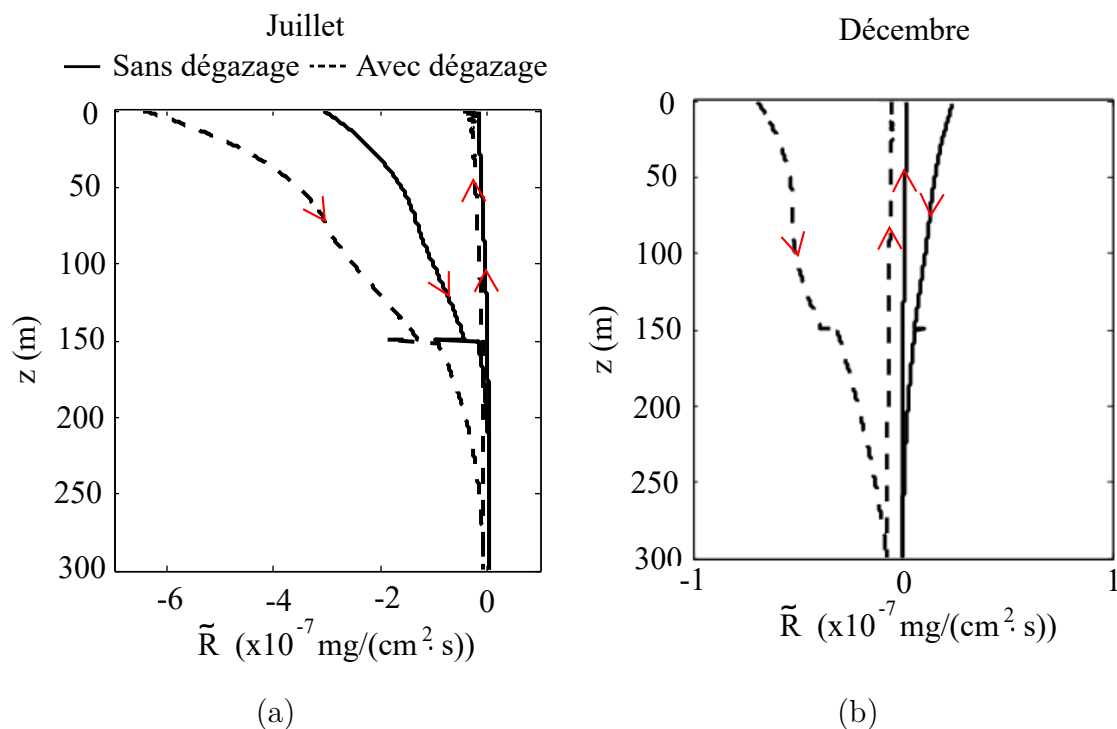 Juillet
Sans dégazage Avec dégazage
0
50
100
150
200
250
300
z (m)
-6 -4 -2 0
R̃ (x10⁻⁷ mg/(cm²· s))
(a)
Décembre
0
50
100
150
200
250
300
z (m)
-1 0 1
R̃ (x10⁻⁷ mg/(cm²· s))
(b)